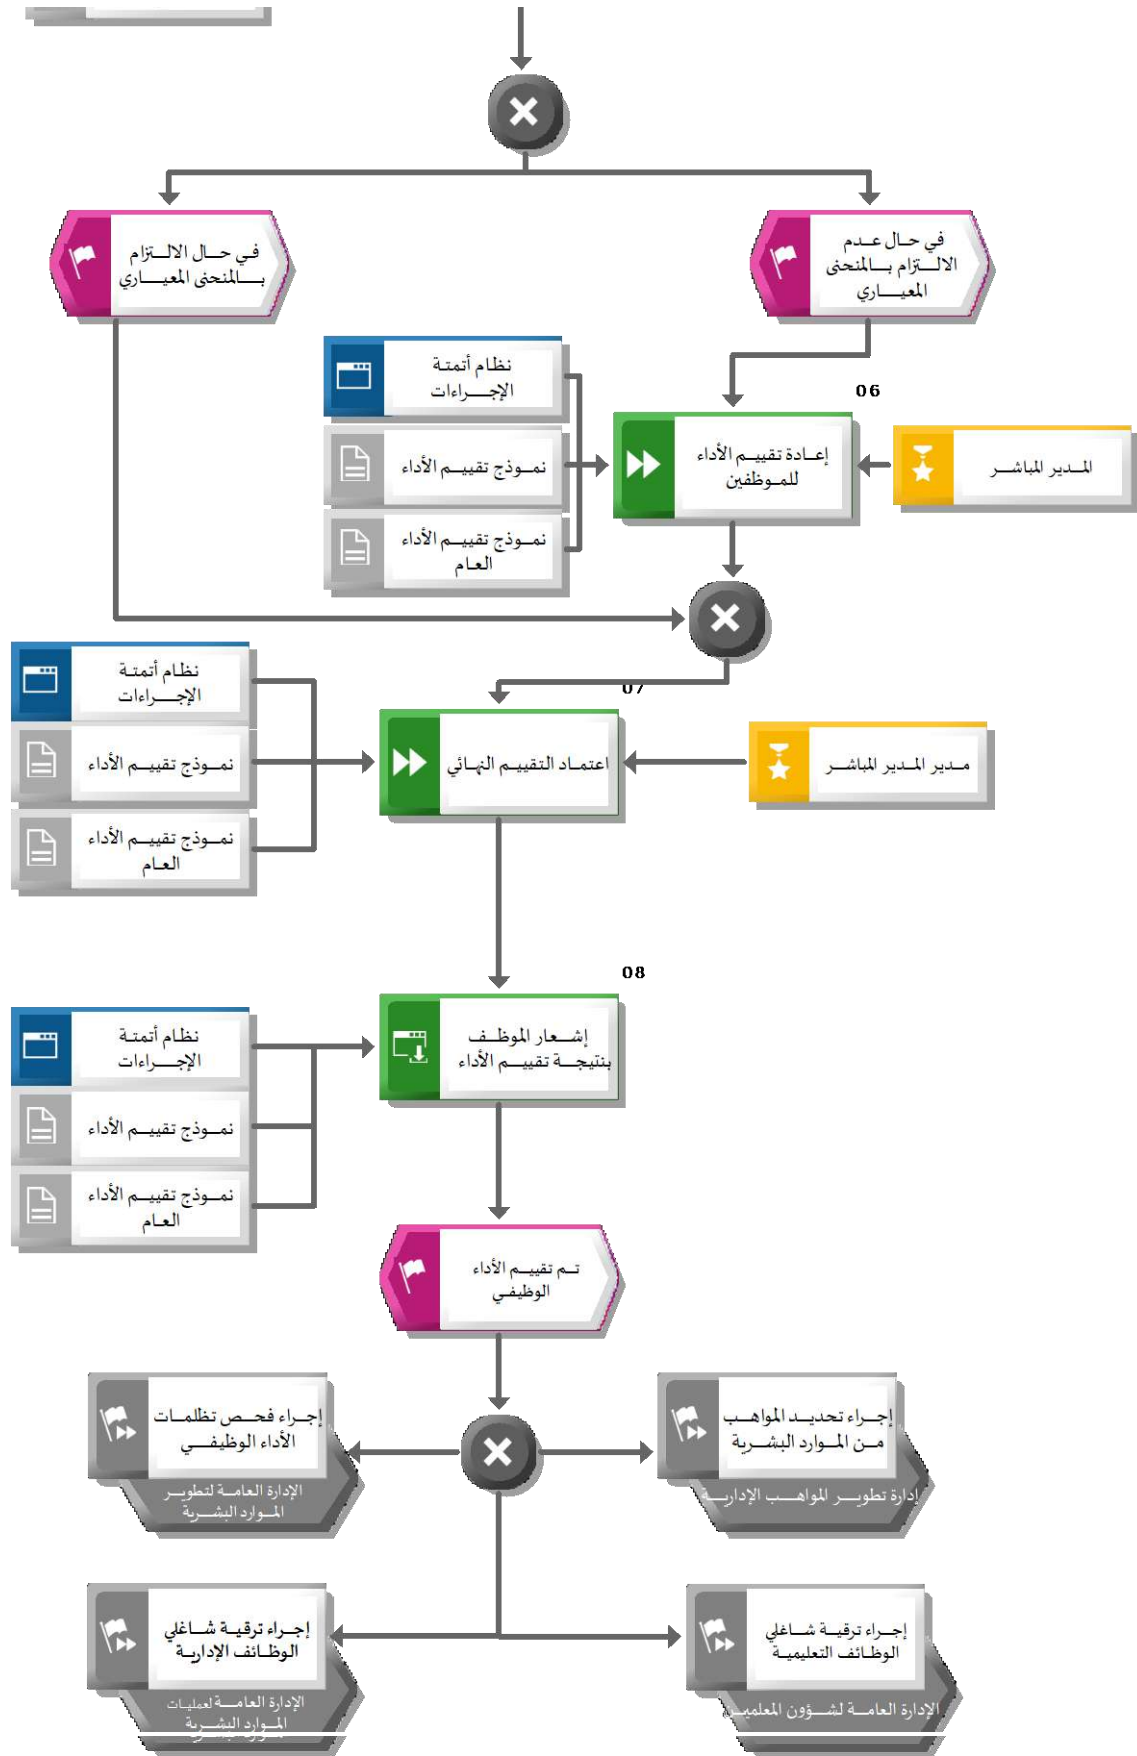 في حال عدم
الالتزام بالمنحنى
المعياري
في حال الالتزام
بالمنحنى المعياري
06
نظام أتمتة
الإجراءات
نموذج تقييم الأداء
نموذج تقييم الأداء
العام
إعادة تقييم الأداء
للموظفين
المدير المباشر
07
نظام أتمتة
الإجراءات
نموذج تقييم الأداء
نموذج تقييم الأداء
العام
اعتماد التقييم النهائي
مدير المدير المباشر
08
نظام أتمتة
الإجراءات
نموذج تقييم الأداء
نموذج تقييم الأداء
العام
إشعار الموظف
بنتيجة تقييم الأداء
تم تقييم الأداء
الوظيفي
إجراء تحديد المواهب
من الموارد البشرية
إدارة تطوير المواهب الإدارية
إجراء فحص تظلمات
الأداء الوظيفي
الإدارة العامة لتطوير
الموارد البشرية
إجراء ترقية شاغلي
الوظائف التعليمية
الإدارة العامة لشؤون المعلمين
إجراء ترقية شاغلي
الوظائف الإدارية
الإدارة العامة لعمليات
الموارد البشرية